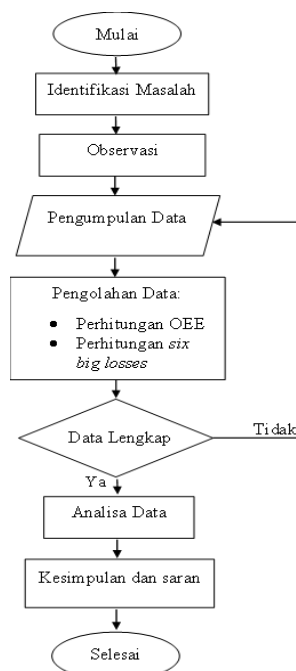 Mulai
Identifikasi Masalah
Observasi
Pengumpulan Data
Pengolahan Data:
• Perhitungan OEE
• Perhitungan six
big losses
Data Lengkap
Tidak
Ya
Analisa Data
Kesimpulan dan saran
Selesai